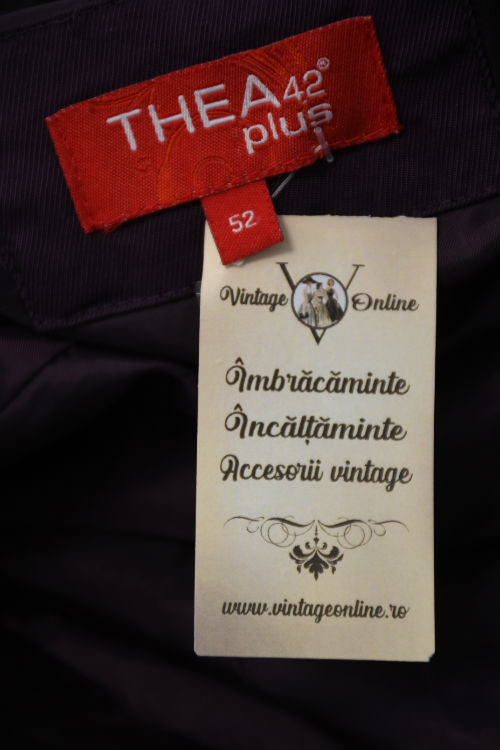 THEA 42®
plus
52
Vintage Online
Îmbrăcăminte
Încălțăminte
Accesorii vintage
www.vintageonline.ro